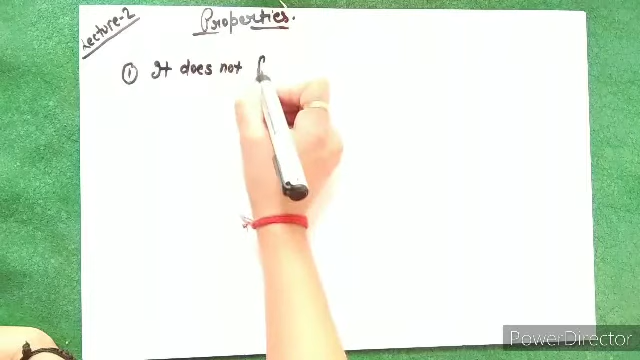 Lecture-2
Properties.
① It does not
PowerDirector